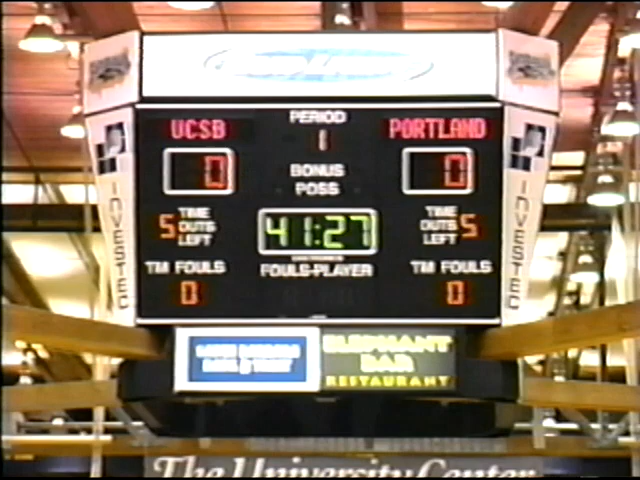 UCSB
PERIOD
PORTLAND
0
1
0
BONUS
POSS
5
TIME
OUTS
LEFT
41:27
TIME
OUTS
LEFT
5
TM FOULS
FOULS-PLAYER
TM FOULS
0
0
INVESTEC
INVESTEC
ELEPHANT
BAR
RESTAURANT
The University Center